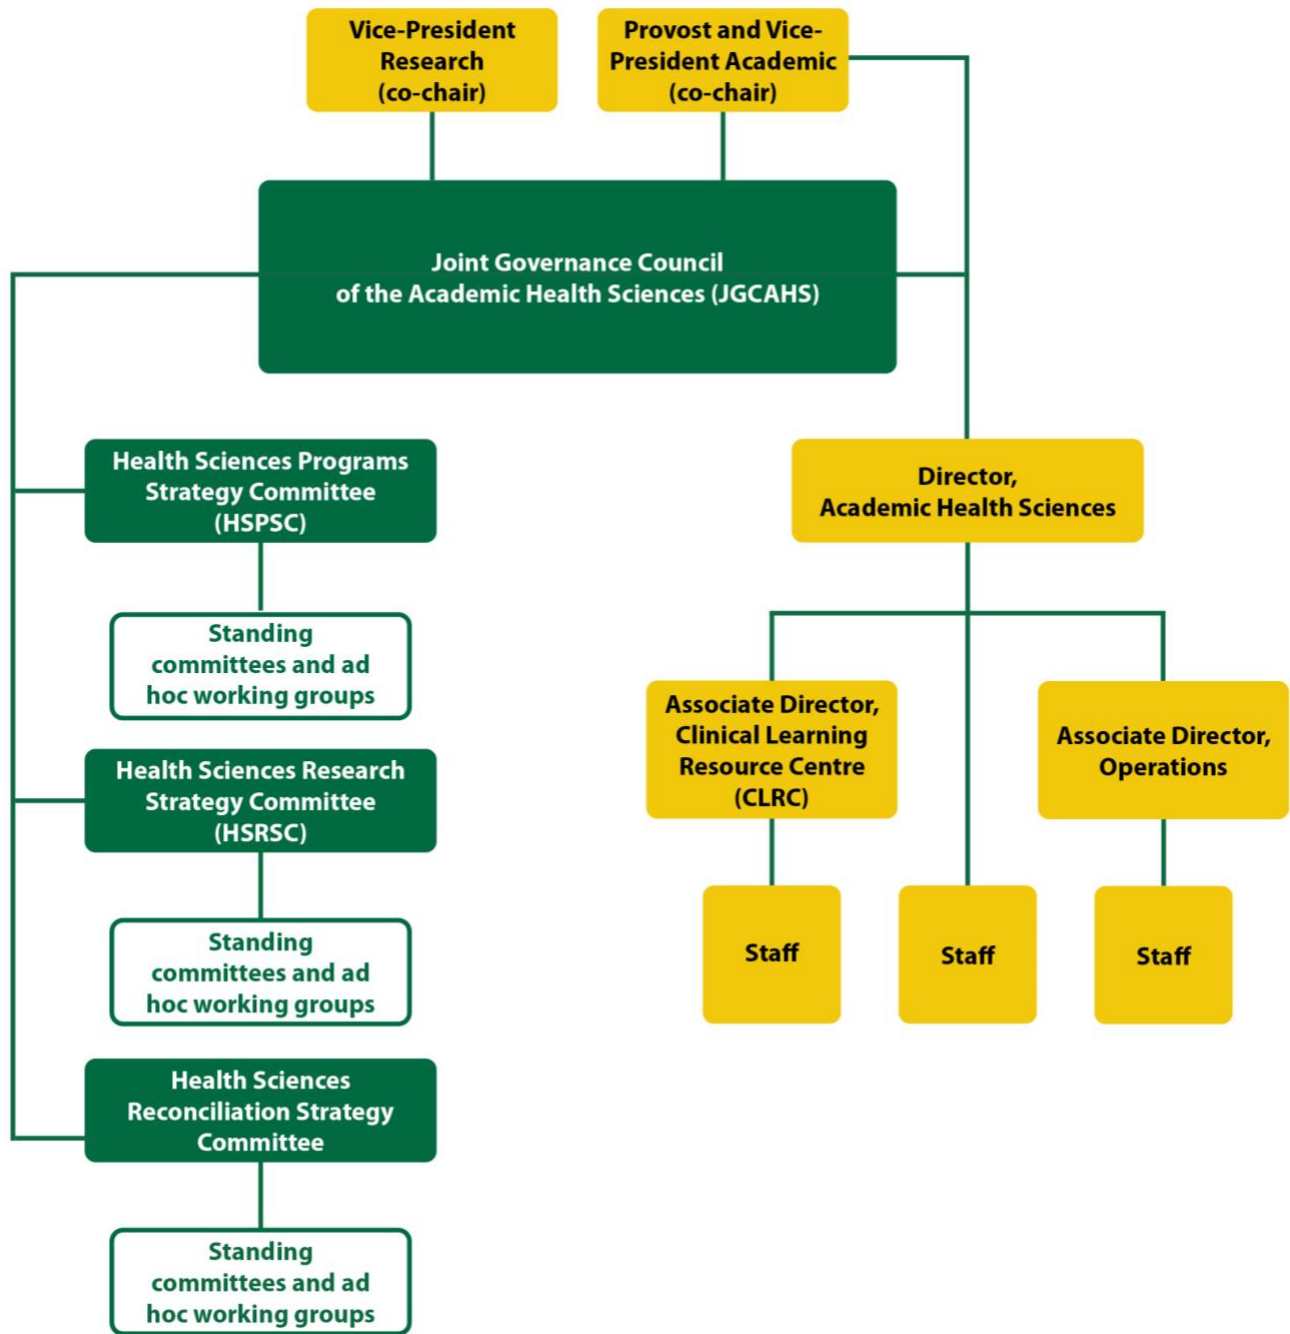 Vice-President
Research
(co-chair)
Provost and Vice-
President Academic
(co-chair)
Joint Governance Council
of the Academic Health Sciences (JGCAHS)
Health Sciences Programs
Strategy Committee
(HSPSC)
Standing
committees and ad
hoc working groups
Health Sciences Research
Strategy Committee
(HSRSC)
Standing
committees and ad
hoc working groups
Health Sciences
Reconciliation Strategy
Committee
Standing
committees and ad
hoc working groups
Director,
Academic Health Sciences
Associate Director,
Clinical Learning
Resource Centre
(CLRC)
Associate Director,
Operations
Staff
Staff
Staff